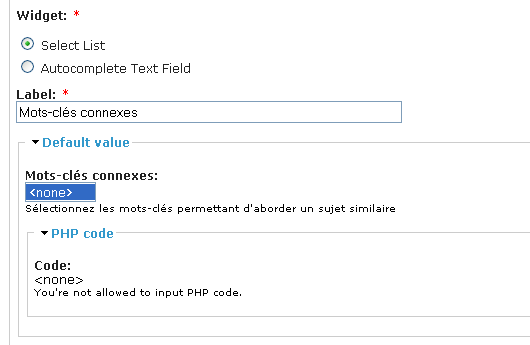 Widget: *
Select List
Autocomplete Text Field
Label: *
Mots-clés connexes
Default value
Mots-clés connexes:
<none>
Sélectionnez les mots-clés permettant d'aborder un sujet similaire
PHP code
Code:
<none>
You're not allowed to input PHP code.